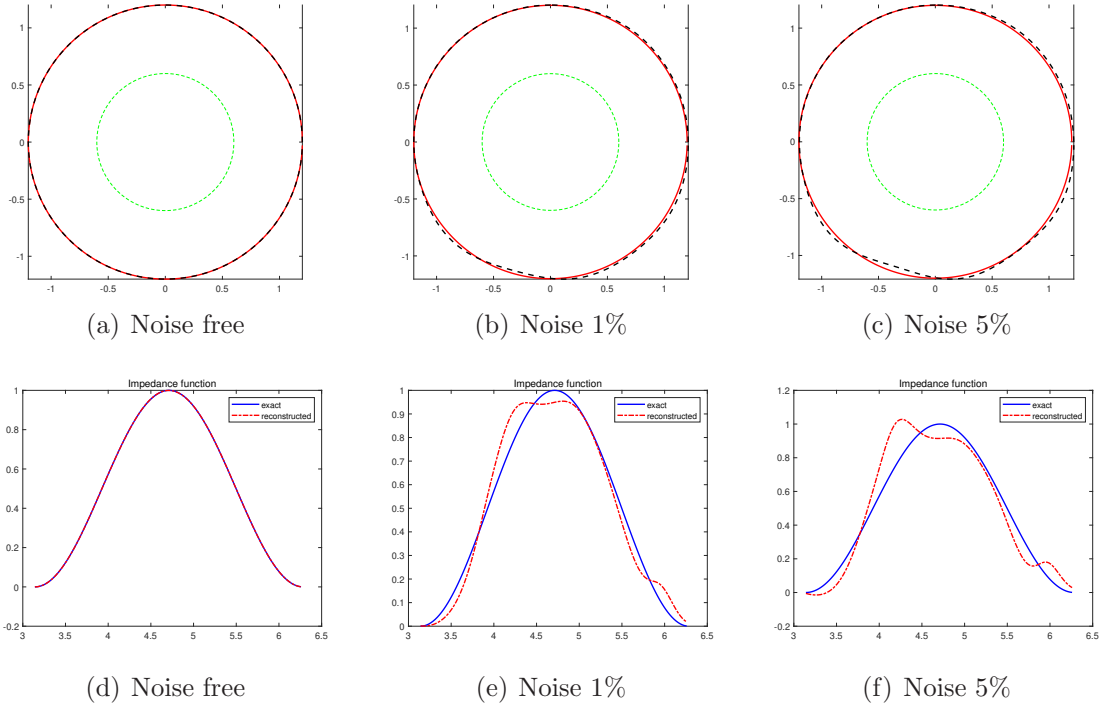 1
0.5
0
-0.5
-1
-1 -0.5 0 0.5 1
(a) Noise free
1
0.5
0
-0.5
-1
-1 -0.5 0 0.5 1
(b) Noise 1%
1
0.5
0
-0.5
-1
-1 -0.5 0 0.5 1
(c) Noise 5%
Impedance function
exact
reconstructed
1
0.8
0.6
0.4
0.2
0
-0.2
3 3.5 4 4.5 5 5.5 6 6.5
(d) Noise free
Impedance function
exact
reconstructed
1
0.9
0.8
0.7
0.6
0.5
0.4
0.3
0.2
0.1
0
3 3.5 4 4.5 5 5.5 6 6.5
(e) Noise 1%
Impedance function
exact
reconstructed
1.2
1
0.8
0.6
0.4
0.2
0
-0.2
3 3.5 4 4.5 5 5.5 6 6.5
(f) Noise 5%